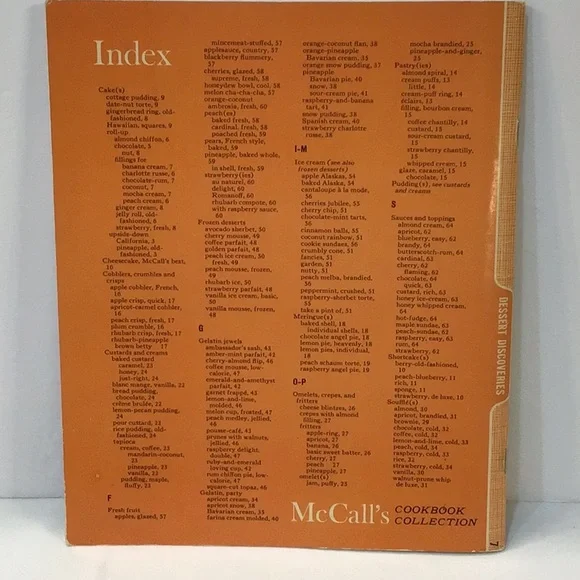 Index
Cake(s)
cottage pudding, 9
date-nut torte, 9
gingerbread ring, old-
fashioned, 8
Hawaiian, squares, 9
roll-up
almond chiffon, 6
chocolate, 5
nut, 8
fillings for
banana cream, 7
charlotte russe, 6
chocolate-rum, 7
coconut, 7
mocha cream, 7
peach cream, 6
ginger cream, 8
jelly roll, old-
fashioned, 6
strawberry, fresh, 8
upside-down
California, 3
pineapple, old-
fashioned, 3
Cheesecake, McCall's best,
10
Cobblers, crumbles and
crisps
apple cobbler, French,
16
apple crisp, quick, 17
apricot-carmel cobbler,
16
peach crisp, fresh, 17
plum crumble, 16
rhubarb crisp, fresh, 17
rhubarb-pineapple
brown betty 17
Custards and creams
baked custard
caramel, 23
honey, 24
just-right, 24
blanc mange, vanilla, 22
bread pudding,
chocolate, 24
crème brulée, 22
lemon-pecan pudding,
24
pour custard, 23
rice pudding, old-
fashioned, 24
tapioca
cream, coffee, 23
mandarin-coconut,
23
pineapple, 23
vanilla, 23
pudding, maple,
fluffy, 22
F
Fresh fruit
apples, glazed, 57
mincemeat-stuffed, 57
applesauce, country, 57
blackberry flummery,
57
cherries, glazed, 58
supreme, fresh, 58
honeydew bowl, cool, 58
melon cha-cha-cha, 57
orange-coconut
ambrosia, fresh, 60
peach(es)
baked fresh, 58
cardinal, fresh, 58
poached fresh, 59
pears, French style,
baked, 59
pineapple, baked whole,
59
in shell, fresh, 59
strawberry(ies)
au naturel, 60
delight, 60
Romanoff, 60
rhubarb compote, 60
with raspberry sauce,
60
Frozen desserts
avocado sherbet, 50
cherry mousse, 49
coffee parfait, 48
golden parfait, 48
peach ice cream, 50
fresh, 49
peach mousse, frozen,
49
rhubarb ice, 50
strawberry parfait, 48
vanilla ice cream, basic,
50
vanilla mousse, frozen,
48
G
Gelatin jewels
ambassador's cask, 43
amber-mint parfait, 43
cherry-almond flip, 46
coffee mousse, low-
calorie, 47
emerald-and-amethyst
parfait, 42
garnet frappé, 43
lemon-and-lime,
molded, 46
melon cup, frosted, 47
peach medley, jellied,
46
pousse-café, 43
prunes with walnuts,
jellied, 46
raspberry delight,
double, 47
ruby-and-emerald
loving cup, 42
rum chiffon pie, low-
calorie, 47
square-cut topaz, 46
Gelatin, party
apricot cream, 34
apricot snow, 38
Bavarian cream, 35
farina cream molded, 40
orange-coconut flan, 38
orange-pineapple
Bavarian cream, 35
orange snow pudding, 37
pineapple
Bavarian pie, 40
snow, 38
sour-cream pie, 41
raspberry-and-banana
tart, 41
snow pudding, 38
Spanish cream, 40
strawberry charlotte
russe, 38
I-M
Ice cream (see also
frozen desserts)
apple Alaskas, 54
baked Alaska, 54
cantaloupe à la mode,
56
cherries jubilee, 55
cherry chip, 51
chocolate-mint tarts,
56
cinnamon balls, 55
coconut rainbow, 51
cookie sundaes, 56
crumbly cone, 51
fancies, 51
garden, 51
nutty, 51
peach melba, brandied,
56
peppermint, crushed, 51
raspberry-sherbet torte,
55
take a pint of, 51
Meringue(s)
baked shell, 18
individual shells, 18
chocolate angel pie, 18
lemon pie, heavenly, 18
lemon pies, individual,
18
peach schaum torte, 19
raspberry angel pie, 19
O-P
Omelets, crepes, and
fritters
cheese blintzes, 26
crepes with almond
filling, 27
fritters
apple-ring, 27
apricot, 27
banana, 26
basic sweet batter, 26
cherry, 27
peach 27
pineapple, 27
omelet(s)
jam, puffy, 25
mocha brandied, 25
pineapple-and-ginger,
25
Pastry(ies)
almond spiral, 14
cream puffs, 13
little, 14
cream-puff ring, 14
éclairs, 13
filling, bourbon cream,
15
coffee chantilly, 14
custard, 13
sour-cream custard,
15
strawberry chantilly,
15
whipped cream, 15
glaze, caramel, 15
chocolate, 15
Pudding(s), see custards
and creams
S
Sauces and toppings
almond cream, 64
apricot, 62
blueberry, easy, 62
brandy, 64
butterscotch-rum, 64
cardinal, 63
cherry, 62
flaming, 62
chocolate, 64
quick, 63
custard, rich, 63
honey ice-cream, 63
honey whipped cream,
64
hot-fudge, 64
maple sundae, 63
peach-sundae, 62
raspberry, easy, 63
rum, 64
strawberry, 62
Shortcake(s)
berry-old-fashioned,
10
peach-blueberry, 11
rich, 11
sponge, 11
strawberry, de luxe, 10
Soufflé(s)
almond, 30
apricot, brandied, 31
brownie, 29
chocolate, cold, 32
coffee, cold, 32
lemon-and-lime, cold, 33
peach, cold, 34
raspberry, cold, 33
rice, 31
strawberry, cold, 34
vanilla, 30
walnut-prune whip
de luxe, 31
McCall's COOKBOOK
COLLECTION
DESSERT DISCOVERIES
7